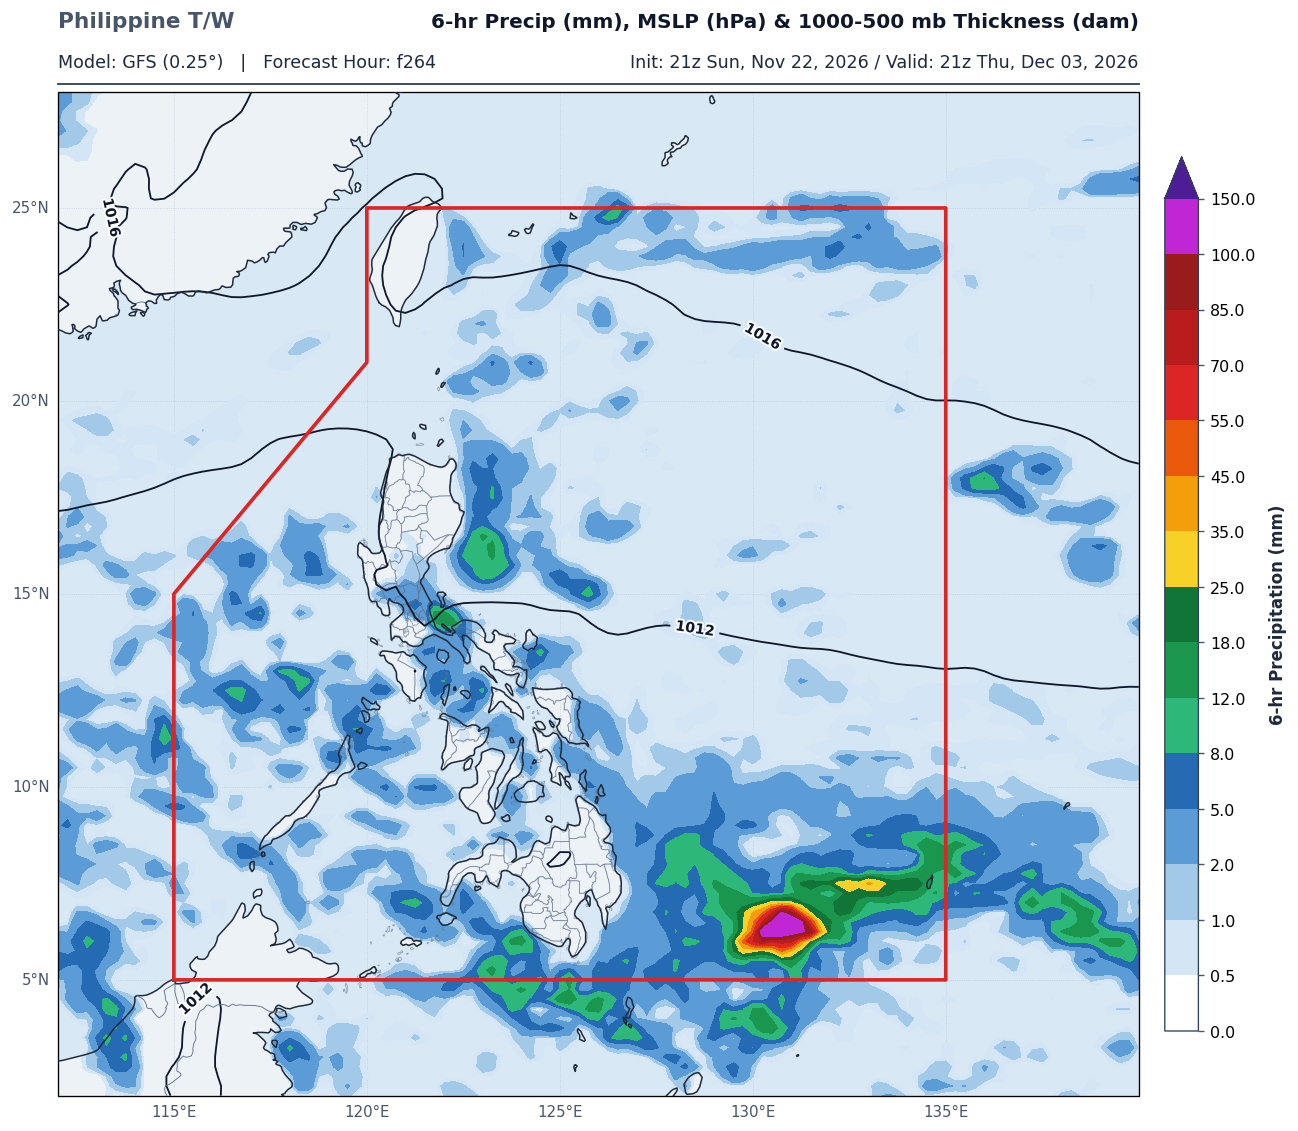 Philippine T/W
6-hr Precip (mm), MSLP (hPa) & 1000-500 mb Thickness (dam)
Model: GFS (0.25°) | Forecast Hour: f264
Init: 21z Sun, Nov 22, 2026 / Valid: 21z Thu, Dec 03, 2026
25°N
20°N
15°N
10°N
5°N
115°E
120°E
125°E
130°E
135°E
1016
1016
1012
1012
150.0
100.0
85.0
70.0
55.0
45.0
35.0
25.0
18.0
12.0
8.0
5.0
2.0
1.0
0.5
0.0
6-hr Precipitation (mm)